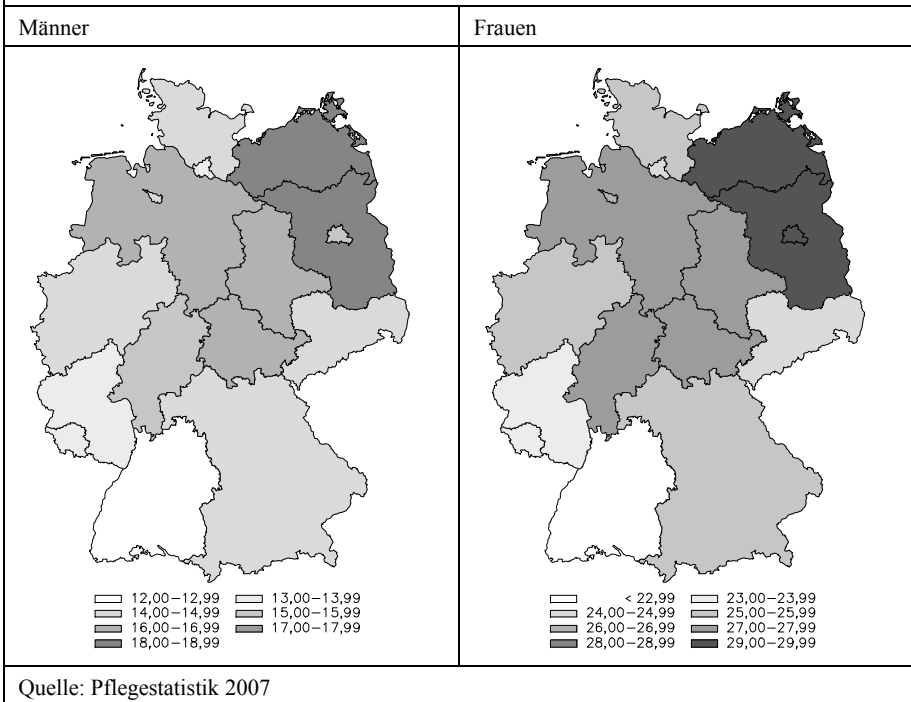 Männer
Frauen
12,00–12,99 13,00–13,99
14,00–14,99 15,00–15,99
16,00–16,99 17,00–17,99
18,00–18,99
< 22,99 23,00–23,99
24,00–24,99 25,00–25,99
26,00–26,99 27,00–27,99
28,00–28,99 29,00–29,99
Quelle: Pflegestatistik 2007